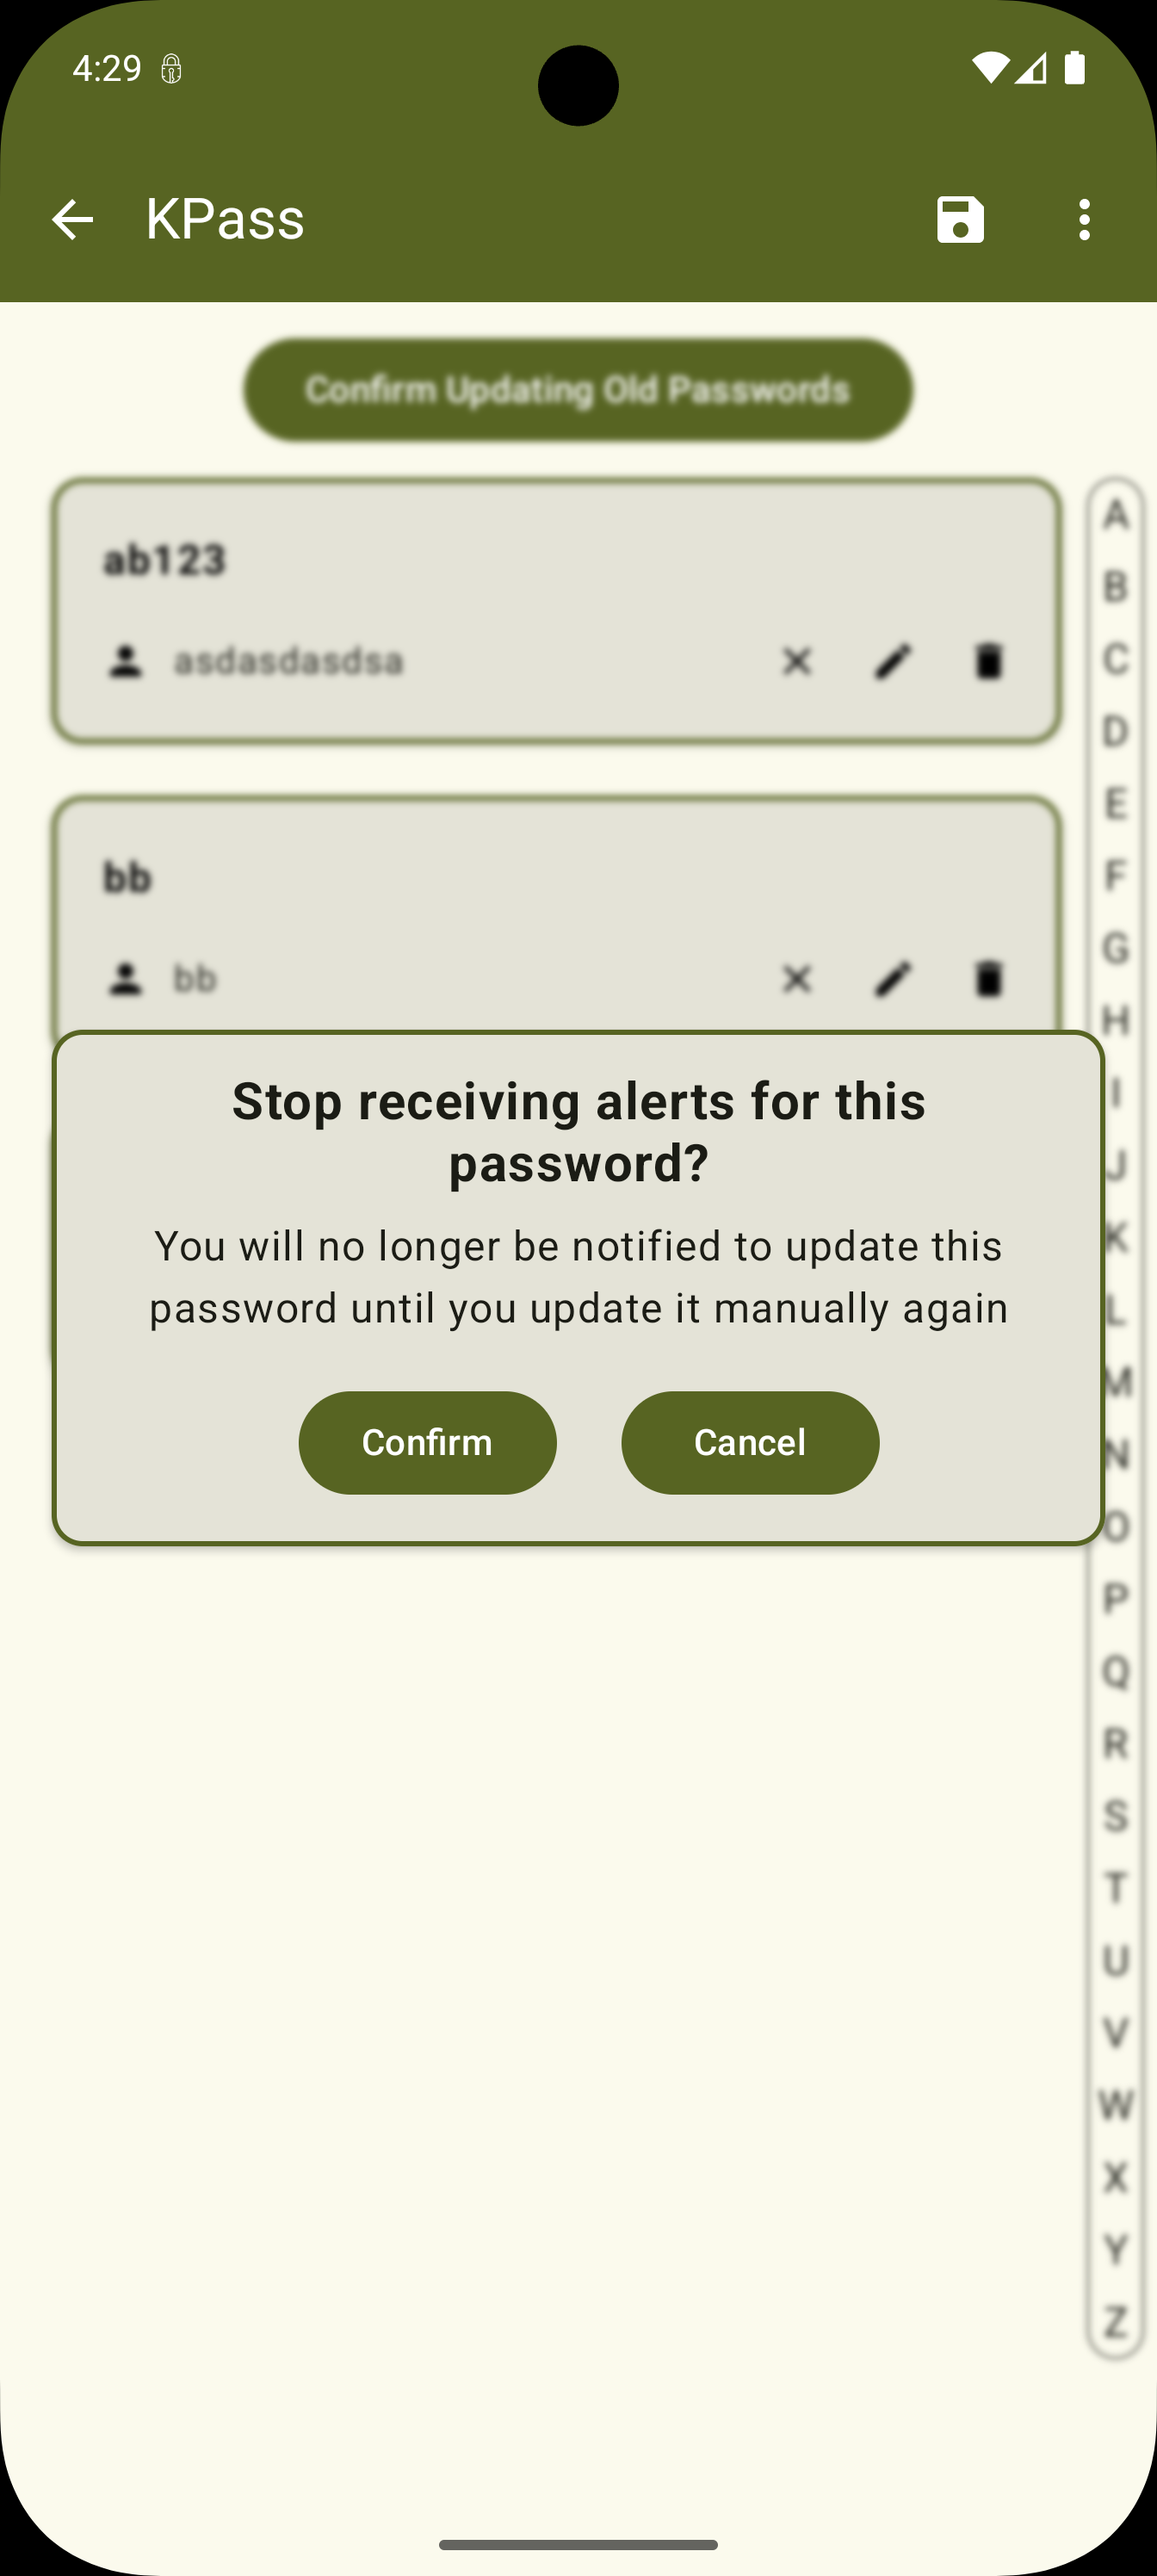 4:29
KPass
Confirm Updating Old Passwords
ab123
asdasdasdsa
bb
bb
Stop receiving alerts for this
password?
You will no longer be notified to update this
password until you update it manually again
Confirm
Cancel
A
B
C
D
E
F
G
H
I
J
K
L
M
N
O
P
Q
R
S
T
U
V
W
X
Y
Z